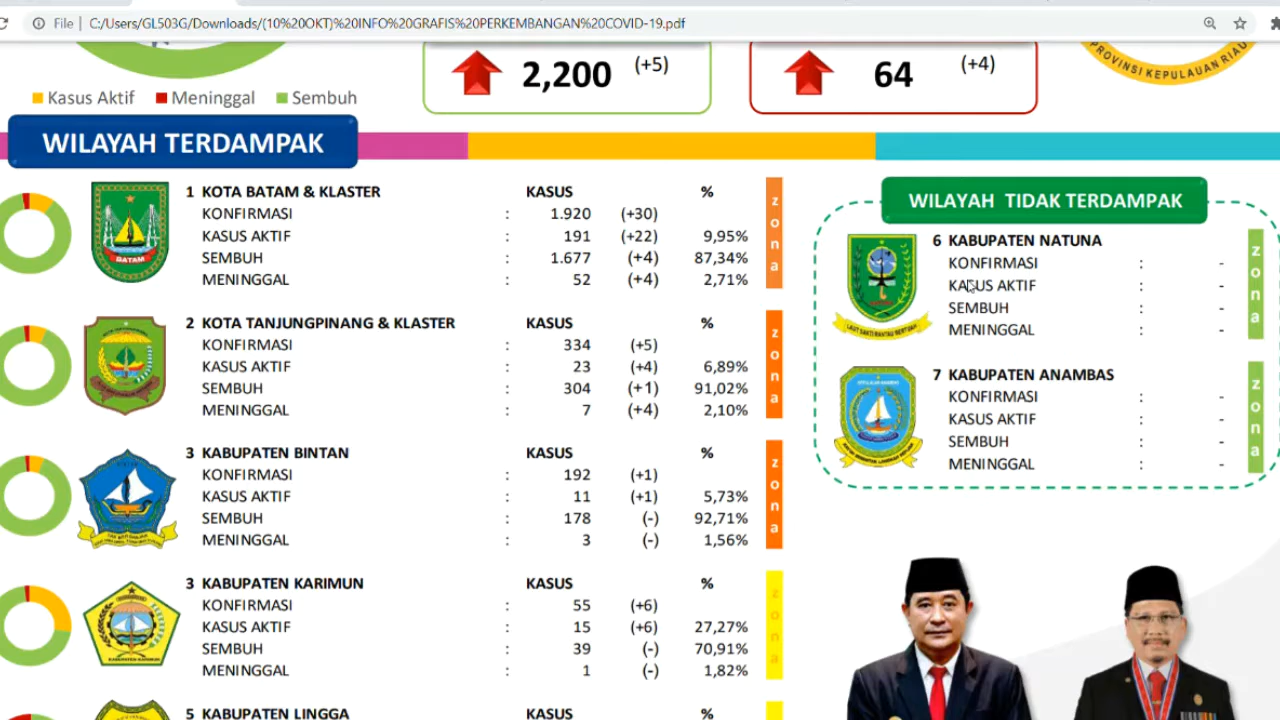 File | C:/Users/GL503G/Downloads/(10%20OKT)%20INFO%20GRAFIS%20PERKEMBANGAN%20COVID-19.pdf
2,200 (+5)
64 (+4)
PROVINSI KEPULAUAN RIAU
Kasus Aktif Meninggal Sembuh
WILAYAH TERDAMPAK
1 KOTA BATAM & KLASTER KASUS %
KONFIRMASI : 1.920 (+30)
KASUS AKTIF : 191 (+22) 9,95%
SEMBUH : 1.677 (+4) 87,34%
MENINGGAL : 52 (+4) 2,71%
BATAM
zona
2 KOTA TANJUNGPINANG & KLASTER KASUS %
KONFIRMASI : 334 (+5)
KASUS AKTIF : 23 (+4) 6,89%
SEMBUH : 304 (+1) 91,02%
MENINGGAL : 7 (+4) 2,10%
zona
3 KABUPATEN BINTAN KASUS %
KONFIRMASI : 192 (+1)
KASUS AKTIF : 11 (+1) 5,73%
SEMBUH : 178 (-) 92,71%
MENINGGAL : 3 (-) 1,56%
zona
3 KABUPATEN KARIMUN KASUS %
KONFIRMASI : 55 (+6)
KASUS AKTIF : 15 (+6) 27,27%
SEMBUH : 39 (-) 70,91%
MENINGGAL : 1 (-) 1,82%
KABUPATEN KARIMUN
zona
5 KABUPATEN LINGGA KASUS %
WILAYAH TIDAK TERDAMPAK
6 KABUPATEN NATUNA
KONFIRMASI : -
KASUS AKTIF : -
SEMBUH : -
MENINGGAL : -
LAUT SAKTI RANTAU BERTUAH
zona
7 KABUPATEN ANAMBAS
KONFIRMASI : -
KASUS AKTIF : -
SEMBUH : -
MENINGGAL : -
zona